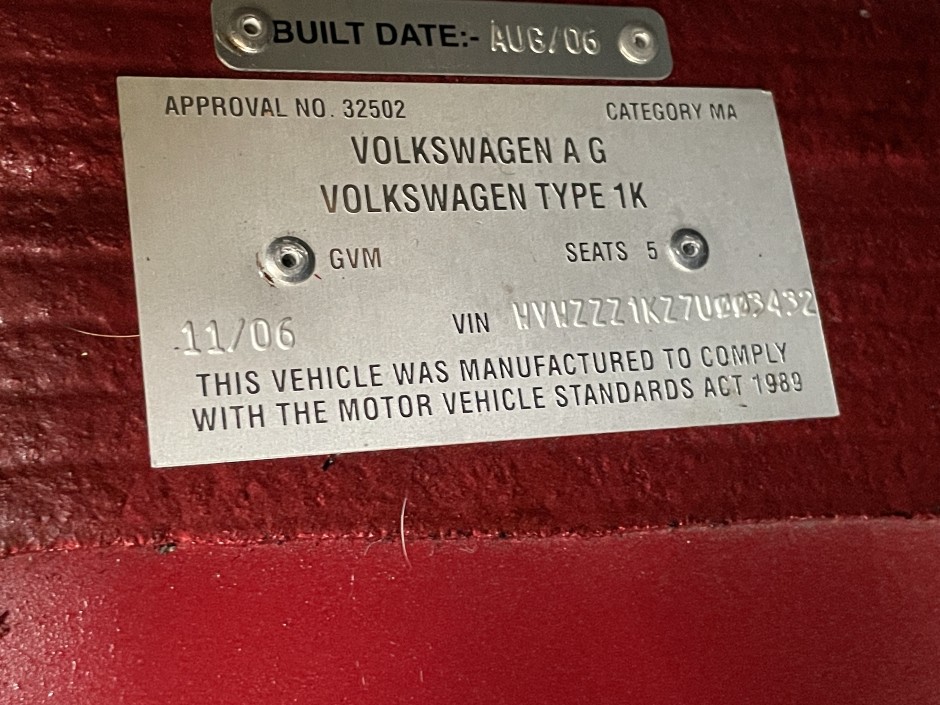 BUILT DATE:- AUG/06
APPROVAL NO. 32502 CATEGORY MA
VOLKSWAGEN A G
VOLKSWAGEN TYPE 1K
GVM SEATS 5
11/06 VIN WVWZZZ1KZ7U003432
THIS VEHICLE WAS MANUFACTURED TO COMPLY
WITH THE MOTOR VEHICLE STANDARDS ACT 1989